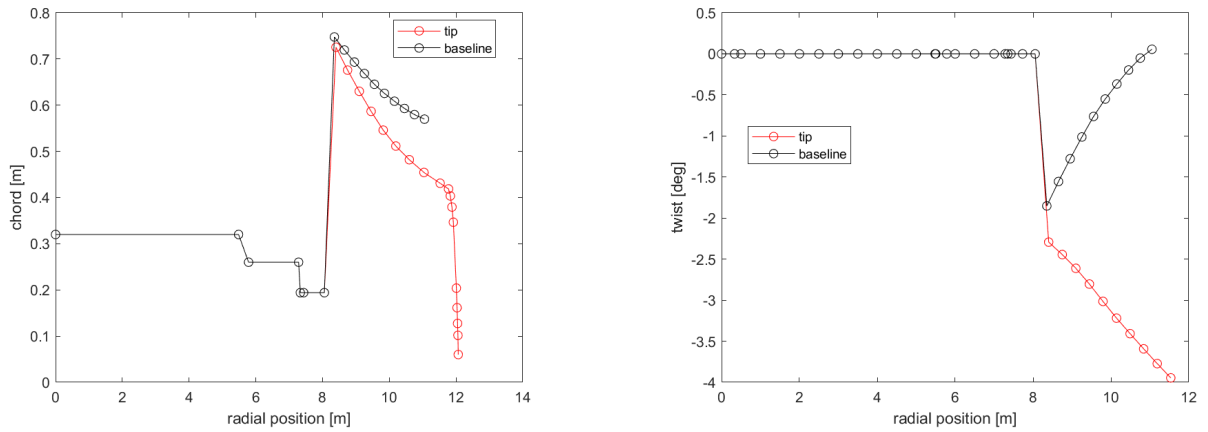 0.8
0.7
0.6
0.5
0.4
0.3
0.2
0.1
0
chord [m]
tip
baseline
0 2 4 6 8 10 12 14
radial position [m]
0
-0.5
-1
-1.5
-2
-2.5
-3
-3.5
-4
twist [deg]
tip
baseline
0 2 4 6 8 10 12
radial position [m]